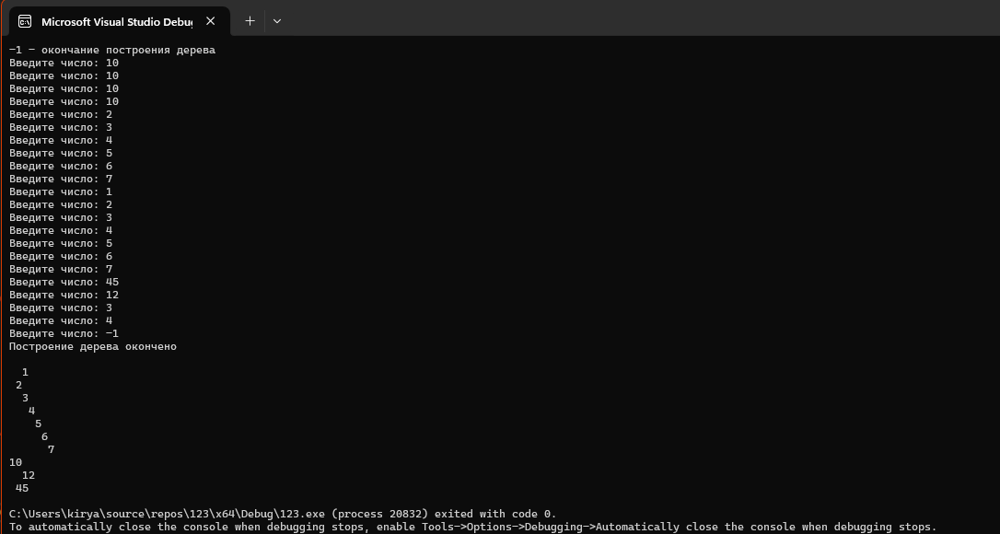 Microsoft Visual Studio Debu
-1 - окончание построения дерева
Введите число: 10
Введите число: 10
Введите число: 10
Введите число: 10
Введите число: 2
Введите число: 3
Введите число: 4
Введите число: 5
Введите число: 6
Введите число: 7
Введите число: 1
Введите число: 2
Введите число: 3
Введите число: 4
Введите число: 5
Введите число: 6
Введите число: 7
Введите число: 45
Введите число: 12
Введите число: 3
Введите число: 4
Введите число: -1
Построение дерева окончено
1
2
3
4
5
6
7
10
12
45
C:\Users\kirya\source\repos\123\x64\Debug\123.exe (process 20832) exited with code 0.
To automatically close the console when debugging stops, enable Tools->Options->Debugging->Automatically close the console when debugging stops.